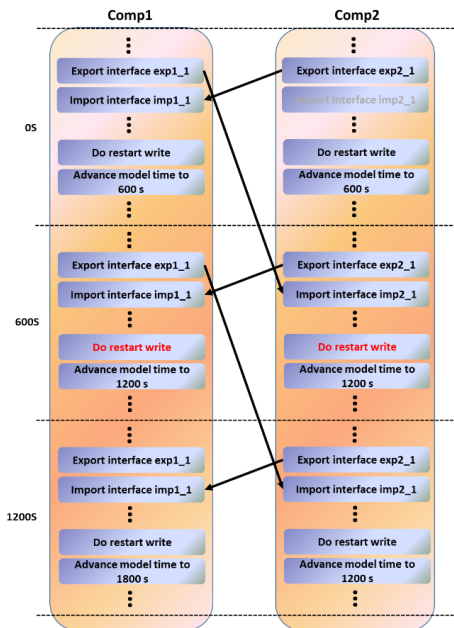 Comp1
Comp2
Export interface exp1_1
Export interface exp2_1
Import interface imp1_1
Export interface imp2_1
0S
Do restart write
Do restart write
Advance model time to
600 s
Advance model time to
600 s
Export interface exp1_1
Export interface exp2_1
Import interface imp1_1
Import interface imp2_1
600S
Do restart write
Do restart write
Advance model time to
1200 s
Advance model time to
1200 s
Export interface exp1_1
Export interface exp2_1
Import interface imp1_1
Import interface imp2_1
1200S
Do restart write
Do restart write
Advance model time to
1800 s
Advance model time to
1200 s